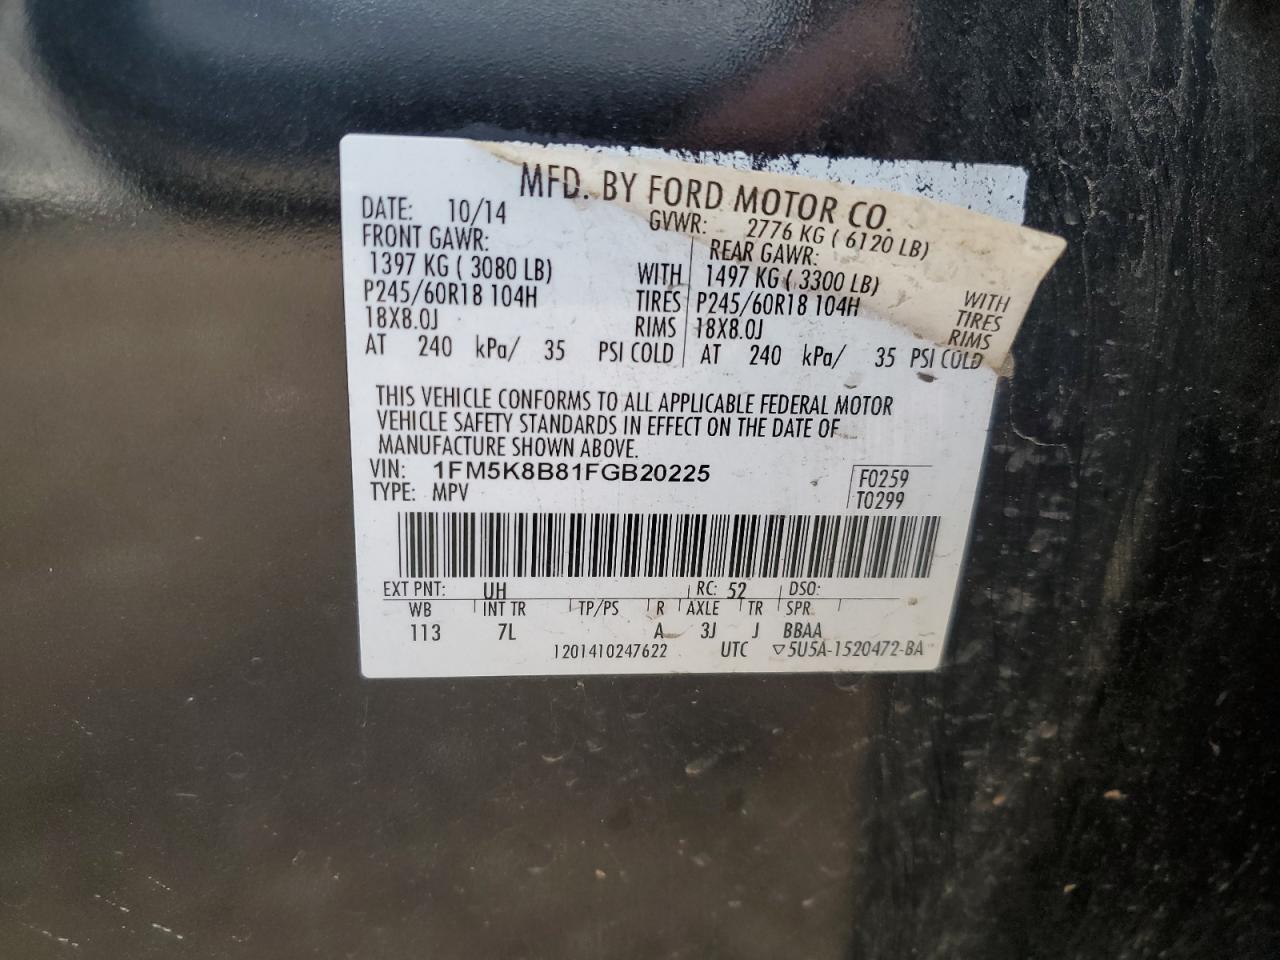 MFD. BY FORD MOTOR CO.
DATE: 10/14 GVWR: 2776 KG ( 6120 LB)
FRONT GAWR: REAR GAWR:
1397 KG ( 3080 LB) WITH 1497 KG ( 3300 LB) WITH
P245/60R18 104H TIRES P245/60R18 104H TIRES
18X8.0J RIMS 18X8.0J RIMS
AT 240 kPa/ 35 PSI COLD AT 240 kPa/ 35 PSI COLD
THIS VEHICLE CONFORMS TO ALL APPLICABLE FEDERAL MOTOR
VEHICLE SAFETY STANDARDS IN EFFECT ON THE DATE OF
MANUFACTURE SHOWN ABOVE.
VIN: 1FM5K8B81FGB20225 F0259
TYPE: MPV T0299
EXT PNT: UH RC: 52 DSO:
WB INT TR TP/PS R AXLE TR SPR
113 7L A 3J J BBAA
1201410247622 UTC ▽5U5A-1520472-BA